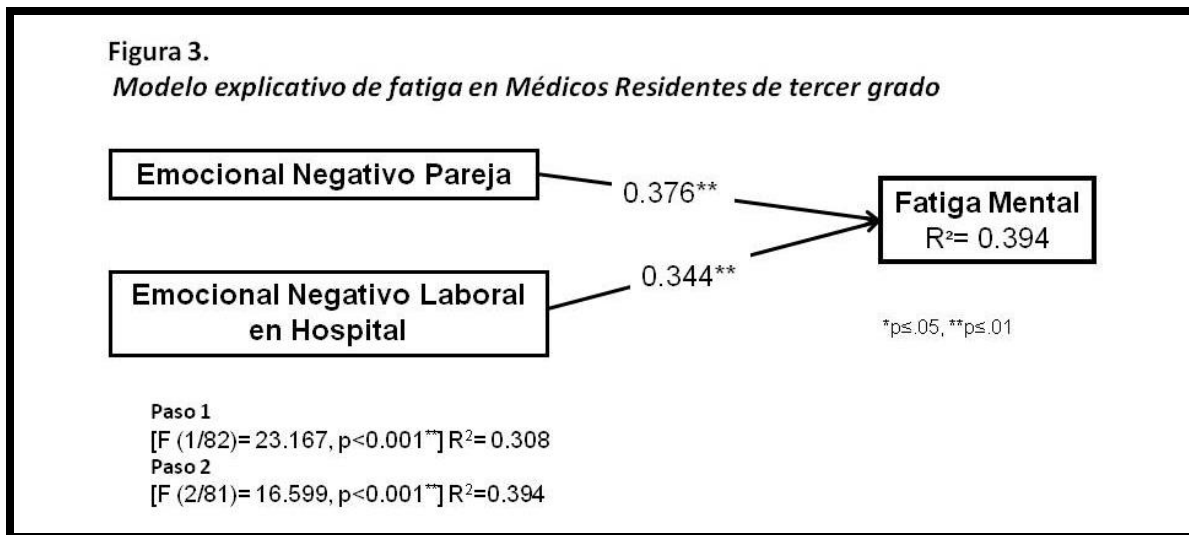 Figura 3.
Modelo explicativo de fatiga en Médicos Residentes de tercer grado
Emocional Negativo Pareja
0.376**
Fatiga Mental
R²= 0.394
Emocional Negativo Laboral
en Hospital
0.344**
*p≤.05, **p≤.01
Paso 1
[F (1/82)= 23.167, p<0.001**] R²= 0.308
Paso 2
[F (2/81)= 16.599, p<0.001**] R²=0.394